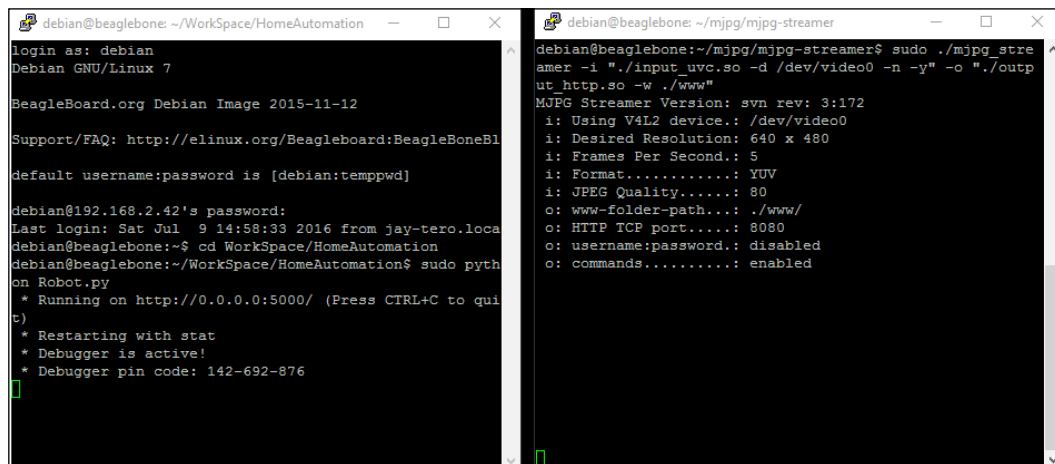 debian@beaglebone: ~/WorkSpace/HomeAutomation
login as: debian
Debian GNU/Linux 7
BeagleBoard.org Debian Image 2015-11-12
Support/FAQ: http://elinux.org/Beagleboard:BeagleBoneBl
default username:password is [debian:temppwd]
debian@192.168.2.42's password:
Last login: Sat Jul  9 14:58:33 2016 from jay-tero.loca
debian@beaglebone:~$ cd WorkSpace/HomeAutomation
debian@beaglebone:~/WorkSpace/HomeAutomation$ sudo pyth
on Robot.py
 * Running on http://0.0.0.0:5000/ (Press CTRL+C to qui
t)
 * Restarting with stat
 * Debugger is active!
 * Debugger pin code: 142-692-876
debian@beaglebone: ~/mjpg/mjpg-streamer
debian@beaglebone:~/mjpg/mjpg-streamer$ sudo ./mjpg_stre
amer -i "./input_uvc.so -d /dev/video0 -n -y" -o "./outp
ut_http.so -w ./www"
MJPG Streamer Version: svn rev: 3:172
 i: Using V4L2 device.: /dev/video0
 i: Desired Resolution: 640 x 480
 i: Frames Per Second.: 5
 i: Format............: YUV
 i: JPEG Quality......: 80
 o: www-folder-path...: ./www/
 o: HTTP TCP port.....: 8080
 o: username:password.: disabled
 o: commands..........: enabled